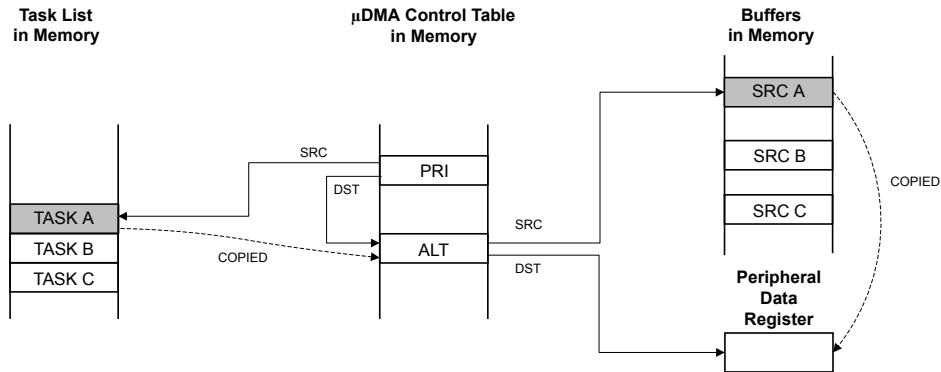 Task List
in Memory
μDMA Control Table
in Memory
Buffers
in Memory
SRC A
SRC B
SRC C
COPIED
SRC
PRI
DST
TASK A
TASK B
TASK C
COPIED
ALT
SRC
DST
Peripheral
Data
Register